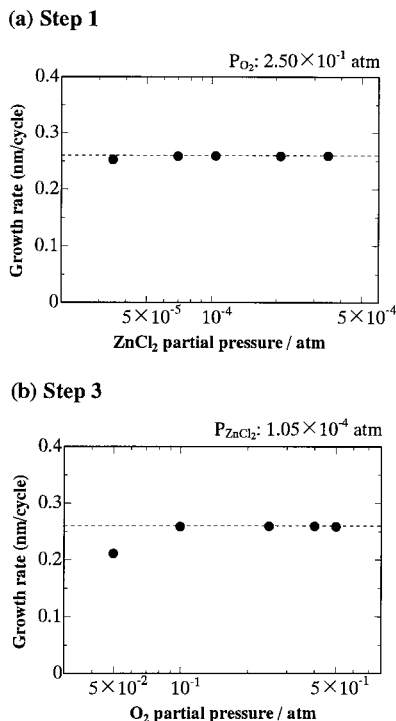 (a) Step 1
P_O₂: 2.50×10⁻¹ atm
0.4
0.3
0.2
0.1
0
Growth rate (nm/cycle)
5×10⁻⁵ 10⁻⁴ 5×10⁻⁴
ZnCl₂ partial pressure / atm
(b) Step 3
P_ZnCl₂: 1.05×10⁻⁴ atm
0.4
0.3
0.2
0.1
0
Growth rate (nm/cycle)
5×10⁻² 10⁻¹ 5×10⁻¹
O₂ partial pressure / atm